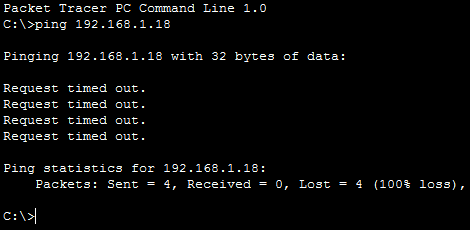 Packet Tracer PC Command Line 1.0
C:\>ping 192.168.1.18
Pinging 192.168.1.18 with 32 bytes of data:
Request timed out.
Request timed out.
Request timed out.
Request timed out.
Ping statistics for 192.168.1.18:
    Packets: Sent = 4, Received = 0, Lost = 4 (100% loss),
C:\>